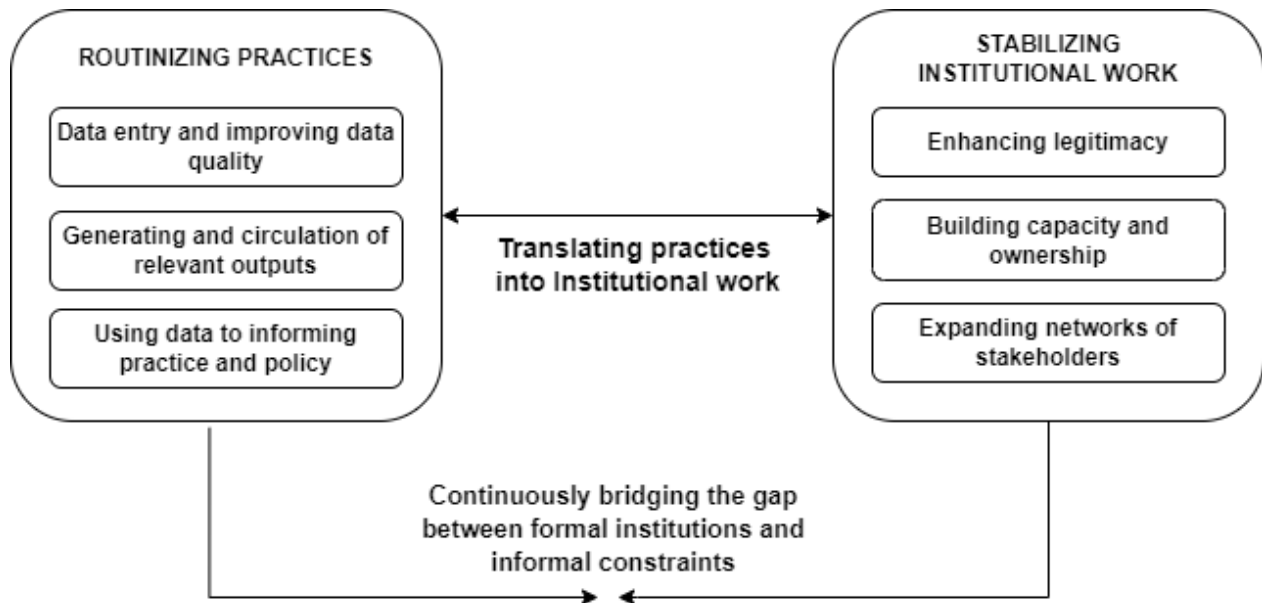 ROUTINIZING PRACTICES
Data entry and improving data
quality
Generating and circulation of
relevant outputs
Using data to informing
practice and policy
Translating practices
into Institutional work
STABILIZING
INSTITUTIONAL WORK
Enhancing legitimacy
Building capacity and
ownership
Expanding networks of
stakeholders
Continuously bridging the gap
between formal institutions and
informal constraints